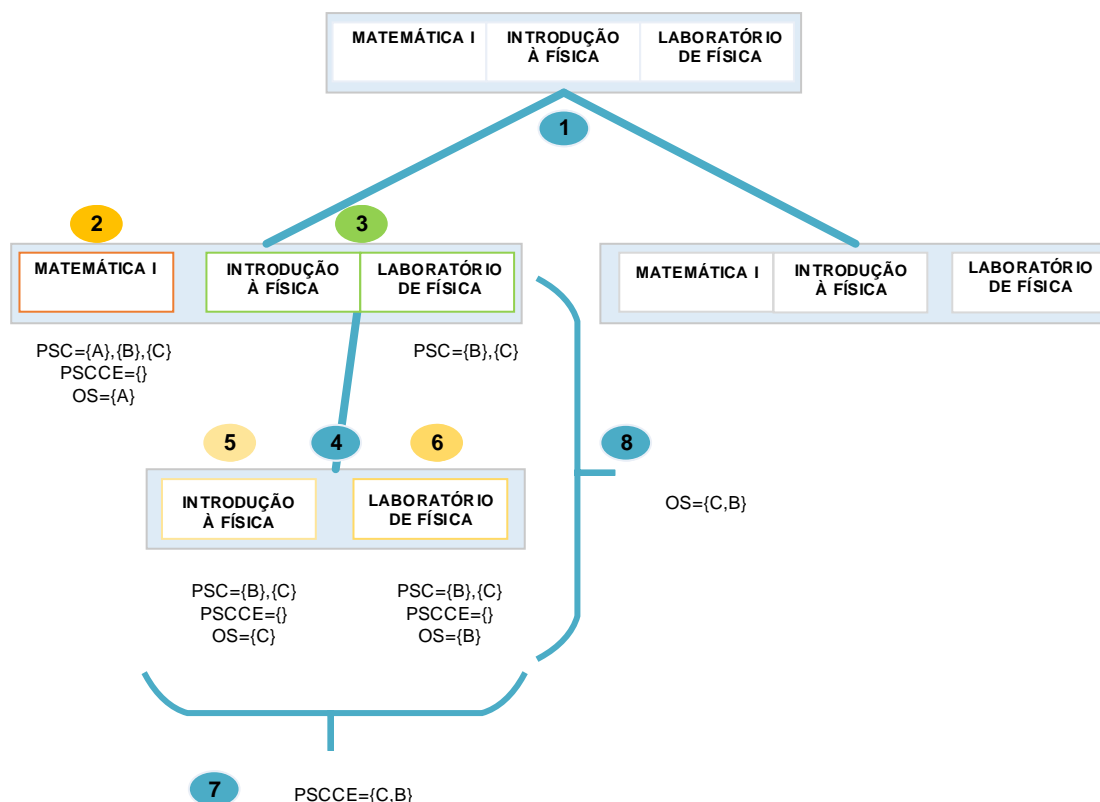 MATEMÁTICA I
INTRODUÇÃO
À FÍSICA
LABORATÓRIO
DE FÍSICA
1
2
3
MATEMÁTICA I
INTRODUÇÃO
À FÍSICA
LABORATÓRIO
DE FÍSICA
MATEMÁTICA I
INTRODUÇÃO
À FÍSICA
LABORATÓRIO
DE FÍSICA
PSC={A},{B},{C}
PSCCE={}
OS={A}
PSC={B},{C}
5
4
6
8
INTRODUÇÃO
À FÍSICA
LABORATÓRIO
DE FÍSICA
OS={C,B}
PSC={B},{C}
PSCCE={}
OS={C}
PSC={B},{C}
PSCCE={}
OS={B}
7
PSCCE={C,B}